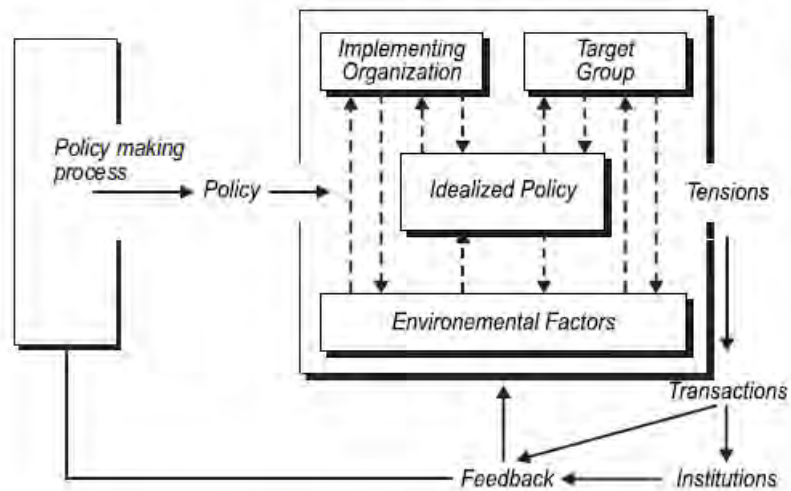 Implementing
Organization
Target
Group
Policy making
process
Policy
Idealized Policy
Tensions
Environemental Factors
Transactions
Feedback
Institutions